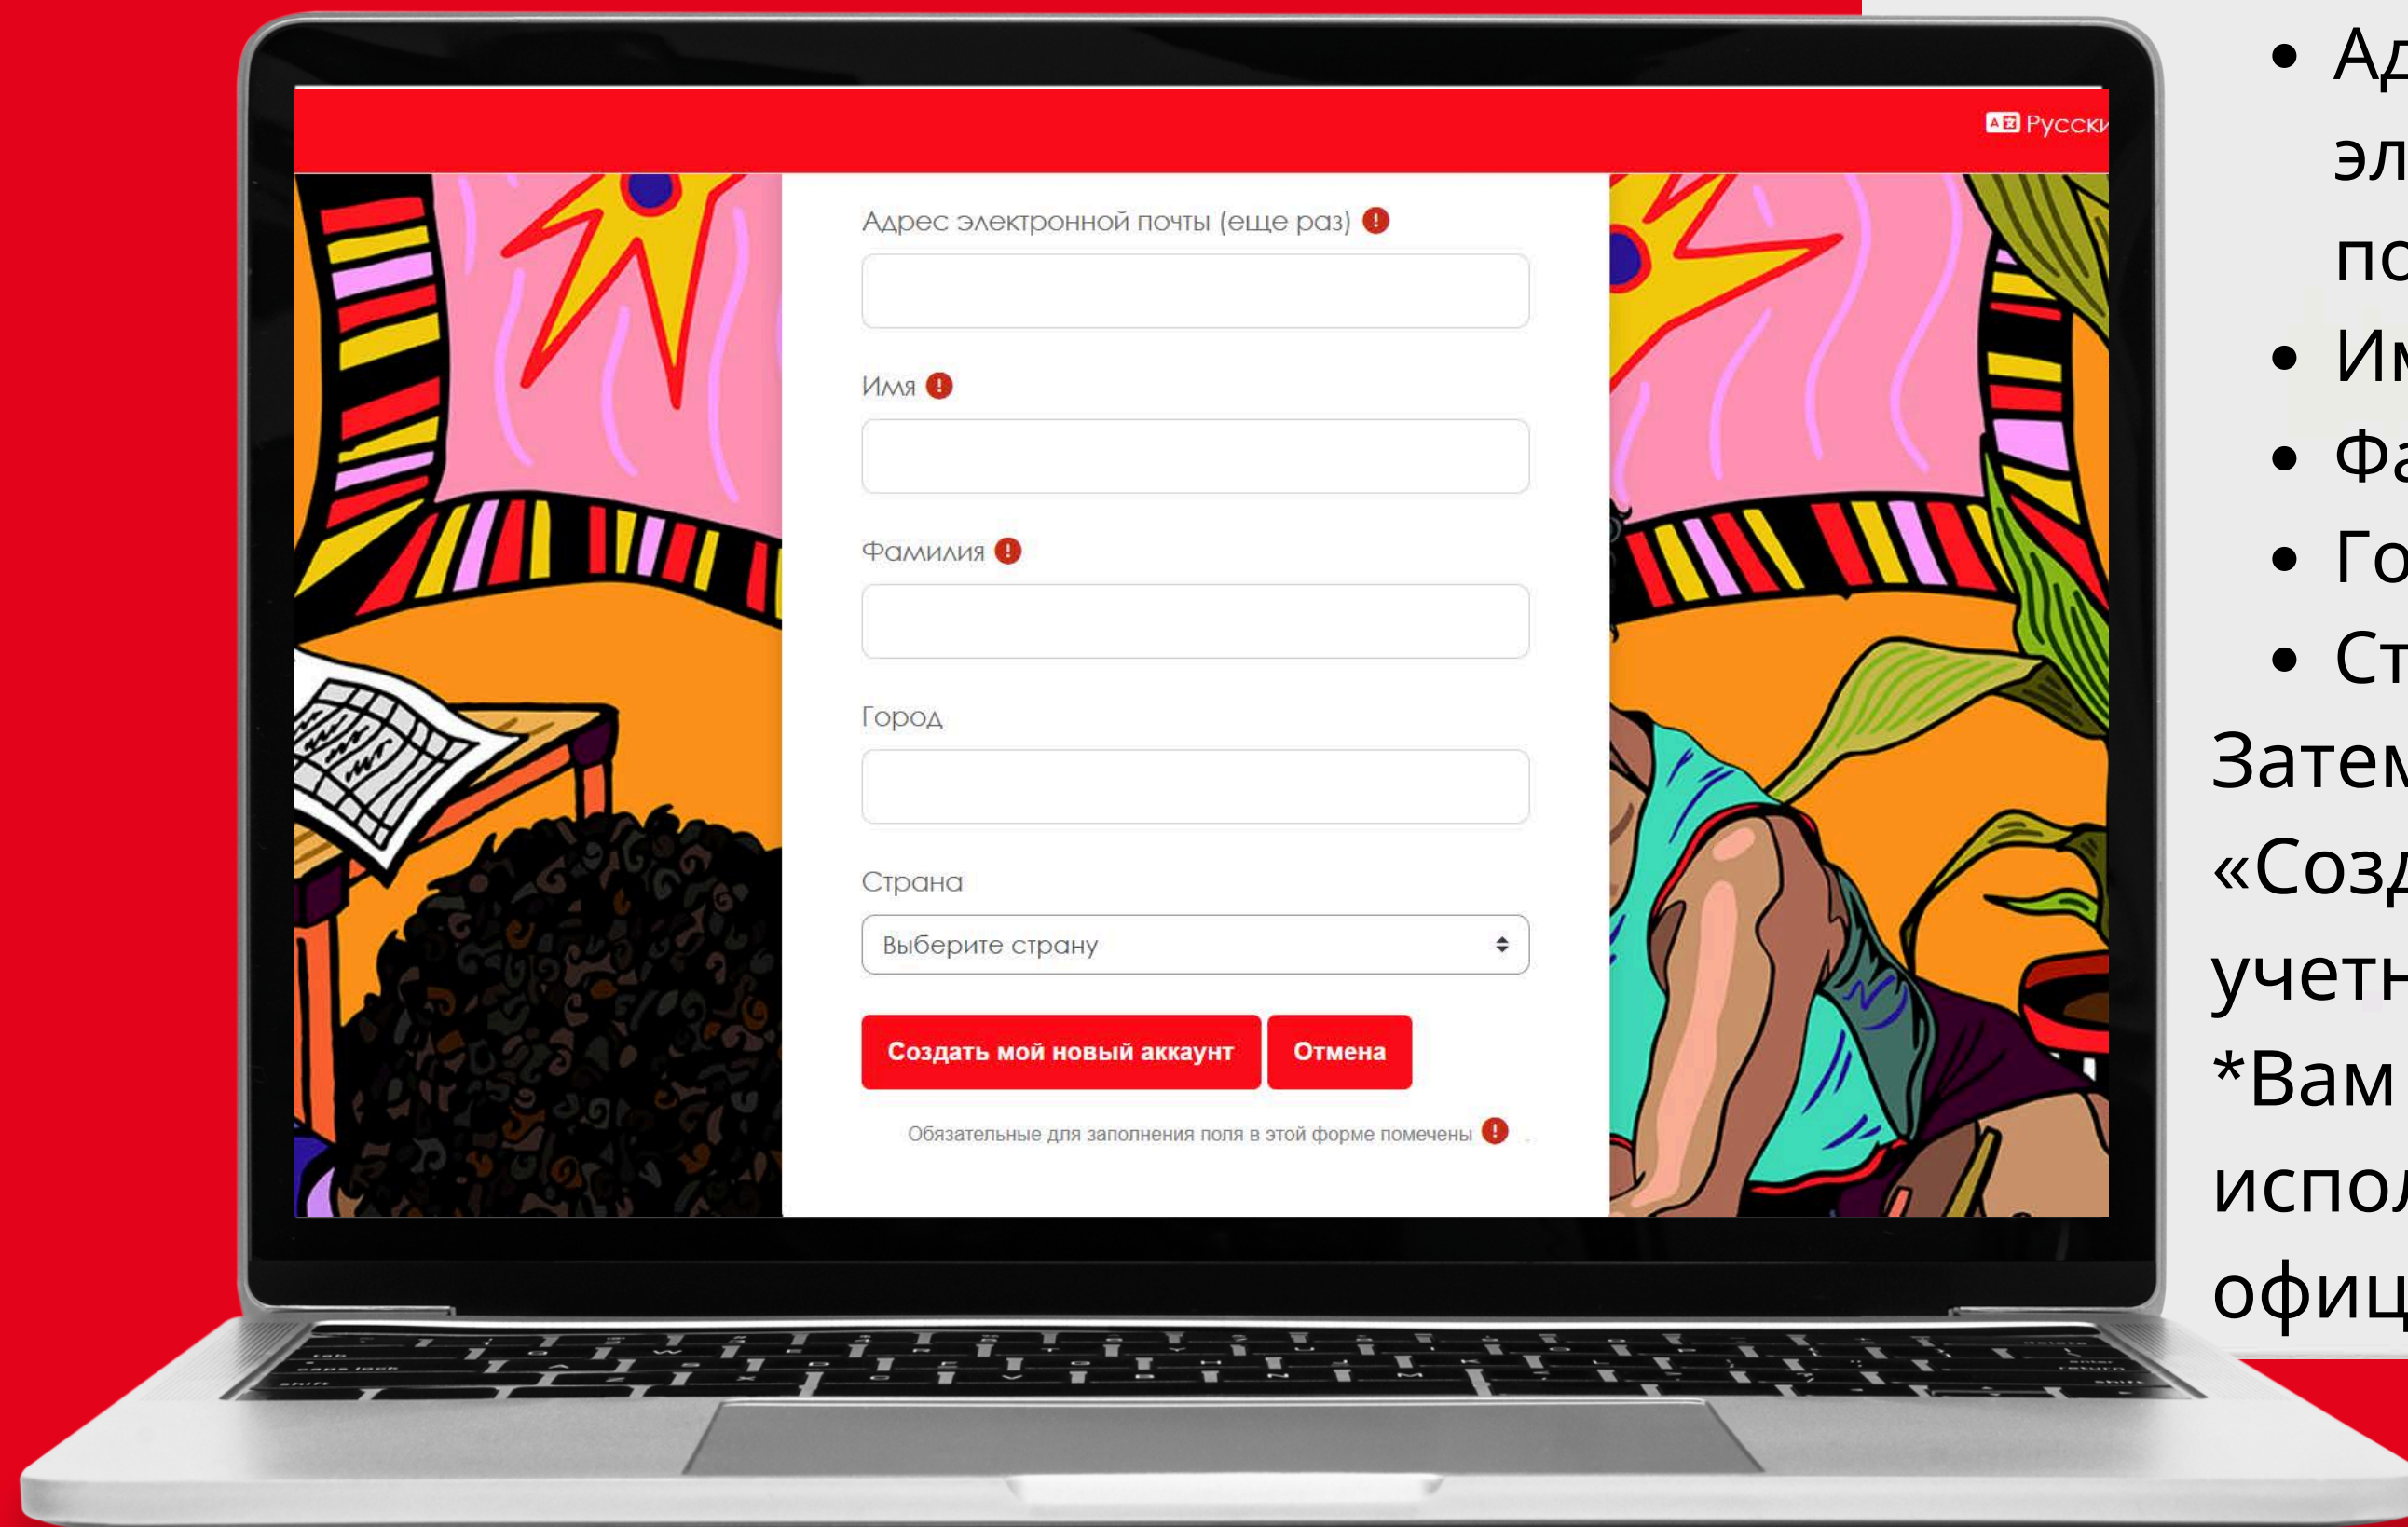 Русски
Адрес электронной почты (еще раз)
Имя
Фамилия
Город
Страна
Выберите страну
Создать мой новый аккаунт
Отмена
Обязательные для заполнения поля в этой форме помечены
• Ад
эл
по
• Им
• Фа
• Го
• Ст
Затем
«Созд
учетн
*Вам
испол
офиц